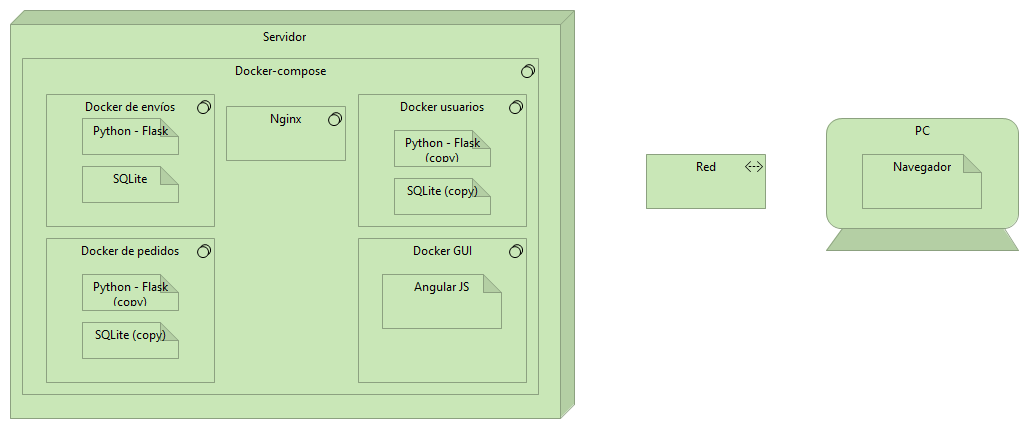 Servidor
Docker-compose
Docker de envíos
Python - Flask
SQLite
Nginx
Docker usuarios
Python - Flask
(copy)
SQLite (copy)
Docker de pedidos
Python - Flask
(copy)
SQLite (copy)
Docker GUI
Angular JS
Red
PC
Navegador